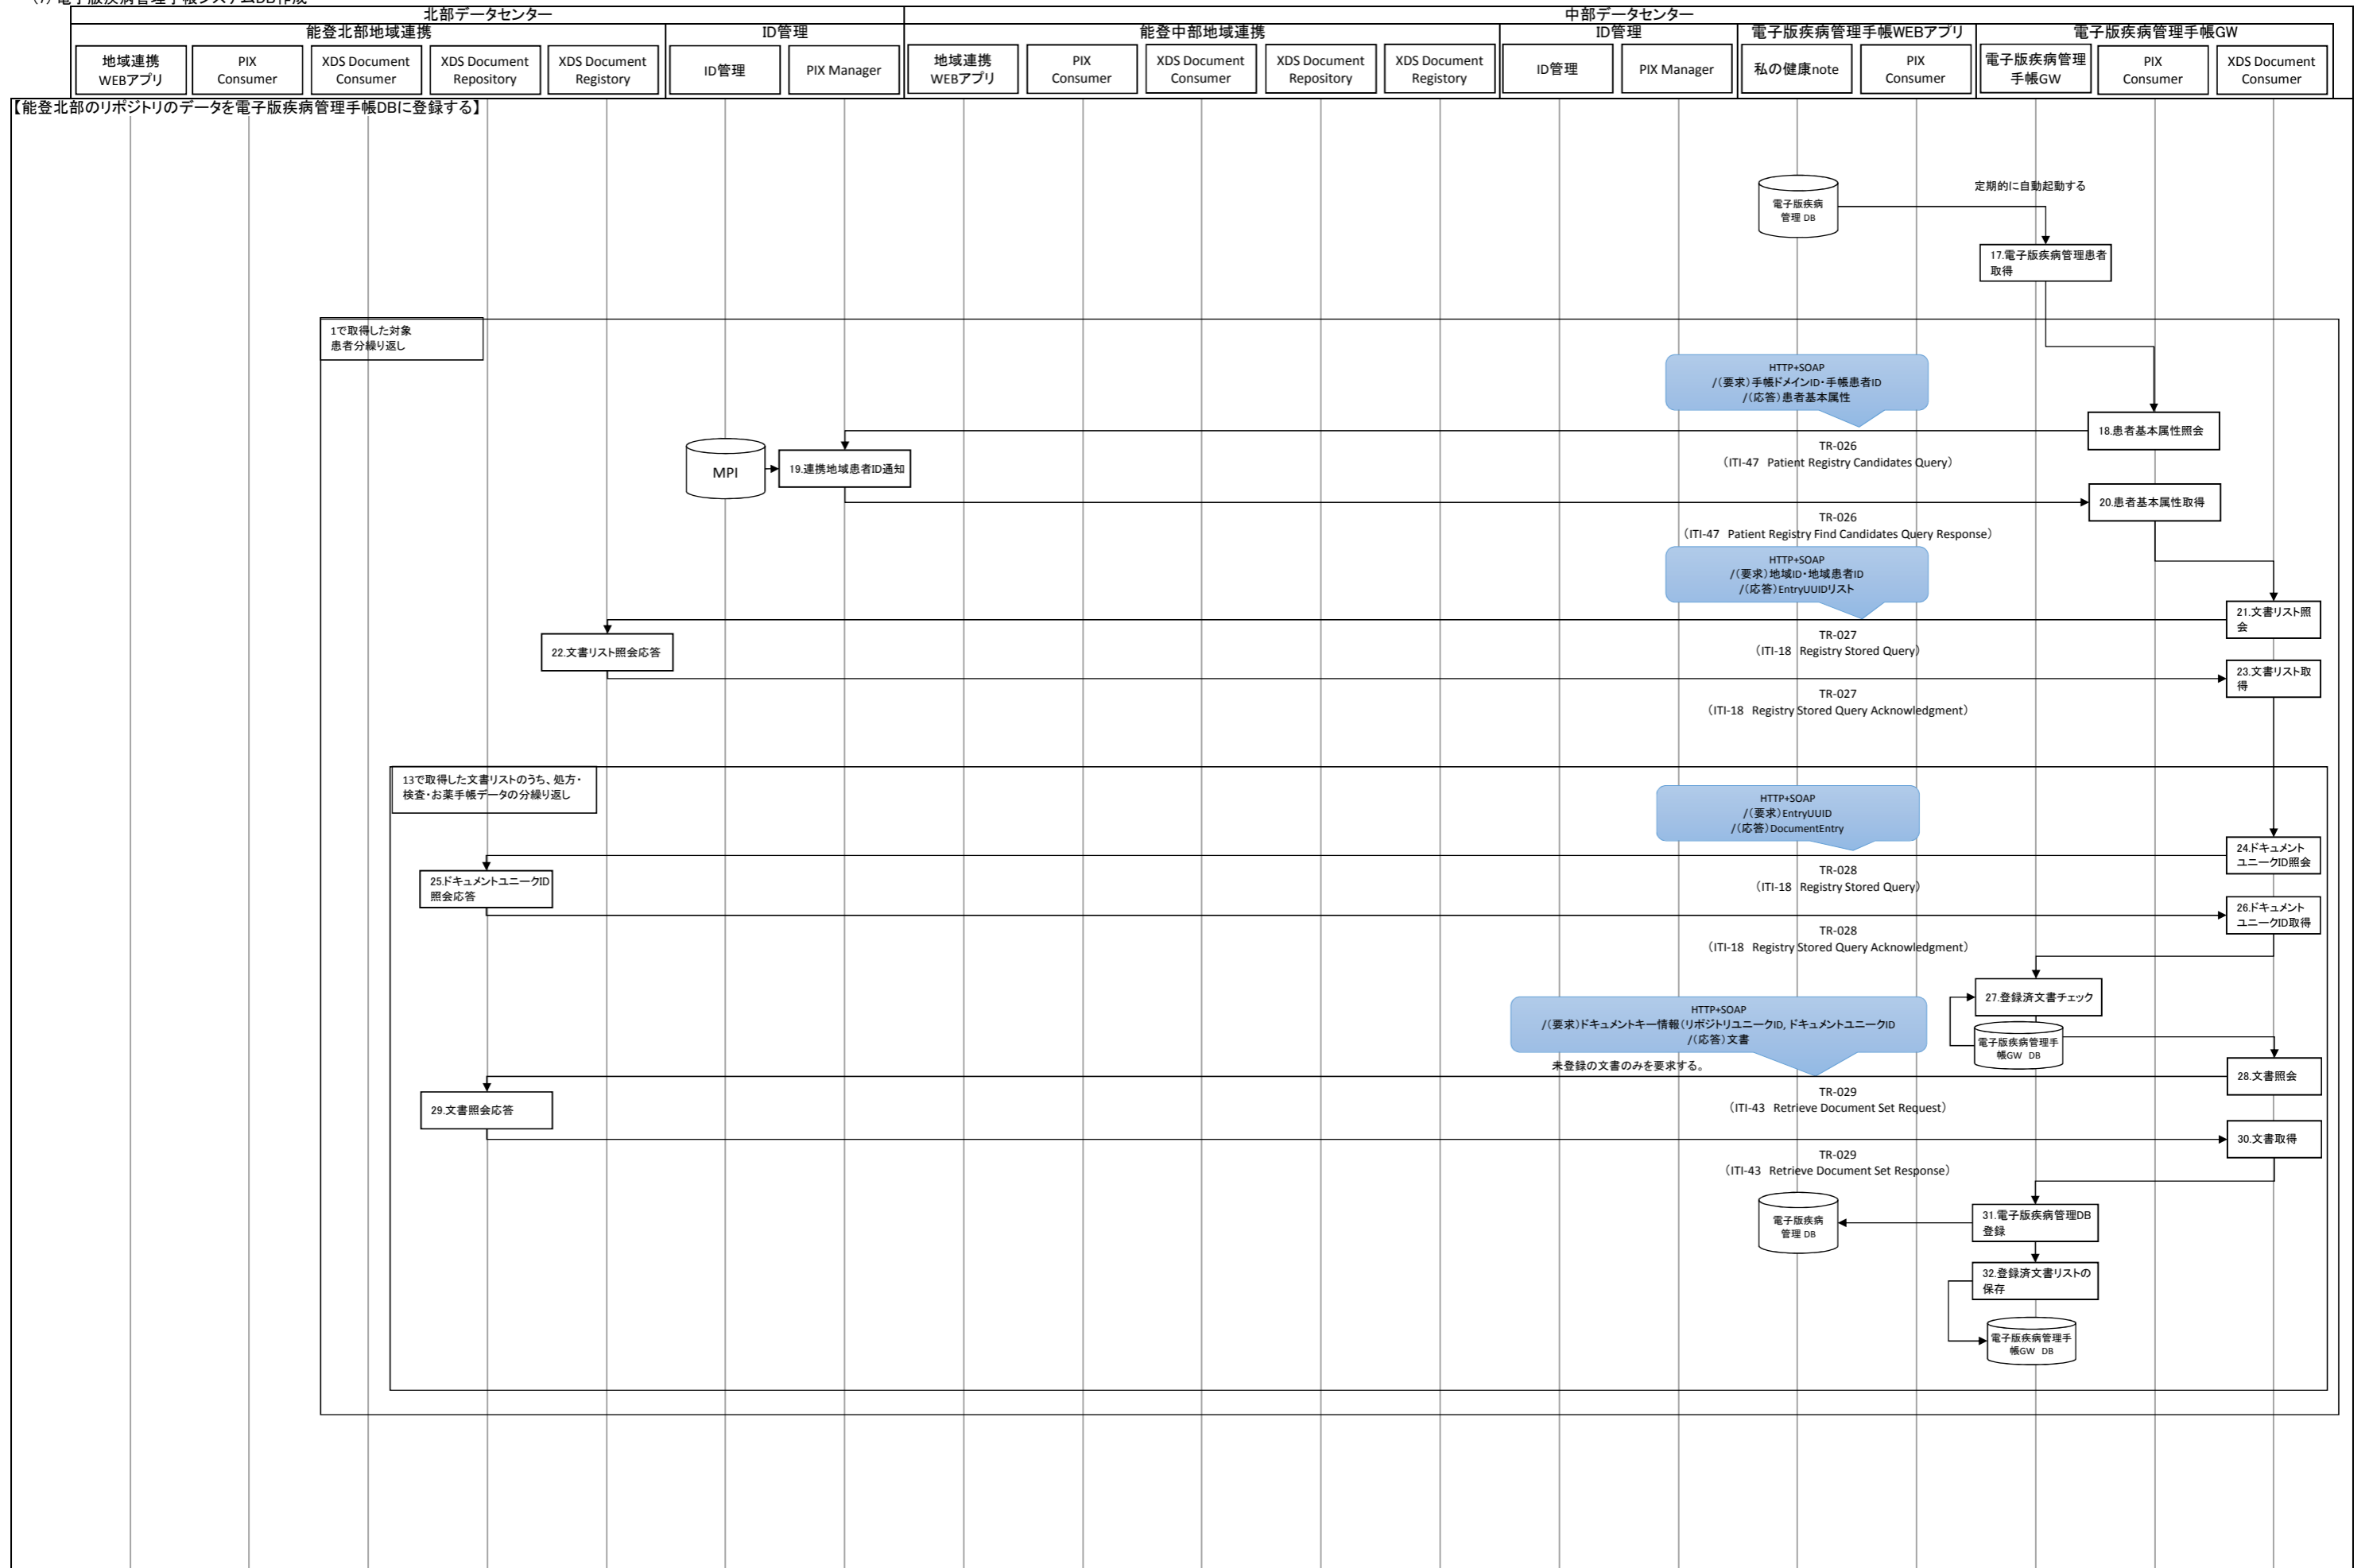 (7) 電子版疾病管理手帳システムDB作成
北部データセンター
中部データセンター
能登北部地域連携
ID管理
能登中部地域連携
ID管理
電子版疾病管理手帳WEBアプリ
電子版疾病管理手帳GW
地域連携
WEBアプリ
PIX
Consumer
XDS Document
Consumer
XDS Document
Repository
XDS Document
Registory
ID管理
PIX Manager
地域連携
WEBアプリ
PIX
Consumer
XDS Document
Consumer
XDS Document
Repository
XDS Document
Registory
ID管理
PIX Manager
私の健康note
PIX
Consumer
電子版疾病管理
手帳GW
PIX
Consumer
XDS Document
Consumer
【能登北部のリポジトリのデータを電子版疾病管理手帳DBに登録する】
電子版疾病
管理 DB
定期的に自動起動する
17.電子版疾病管理患者
取得
1で取得した対象
患者分繰り返し
HTTP+SOAP
/(要求)手帳ドメインID・手帳患者ID
/(応答)患者基本属性
18.患者基本属性照会
TR-026
(ITI-47 Patient Registry Candidates Query)
MPI
19.連携地域患者ID通知
20.患者基本属性取得
TR-026
(ITI-47 Patient Registry Find Candidates Query Response)
HTTP+SOAP
/(要求)地域ID・地域患者ID
/(応答)EntryUUIDリスト
21.文書リスト照
会
TR-027
(ITI-18 Registry Stored Query)
22.文書リスト照会応答
23.文書リスト取
得
TR-027
(ITI-18 Registry Stored Query Acknowledgment)
13で取得した文書リストのうち、処方・
検査・お薬手帳データの分繰り返し
HTTP+SOAP
/(要求)EntryUUID
/(応答)DocumentEntry
24.ドキュメント
ユニークID照会
TR-028
(ITI-18 Registry Stored Query)
25.ドキュメントユニークID
照会応答
26.ドキュメント
ユニークID取得
TR-028
(ITI-18 Registry Stored Query Acknowledgment)
27.登録済文書チェック
HTTP+SOAP
/(要求)ドキュメントキー情報(リポジトリユニークID, ドキュメントユニークID
/(応答)文書
電子版疾病管理手
帳GW DB
未登録の文書のみを要求する。
28.文書照会
TR-029
(ITI-43 Retrieve Document Set Request)
29.文書照会応答
30.文書取得
TR-029
(ITI-43 Retrieve Document Set Response)
電子版疾病
管理 DB
31.電子版疾病管理DB
登録
32.登録済文書リストの
保存
電子版疾病管理手
帳GW DB